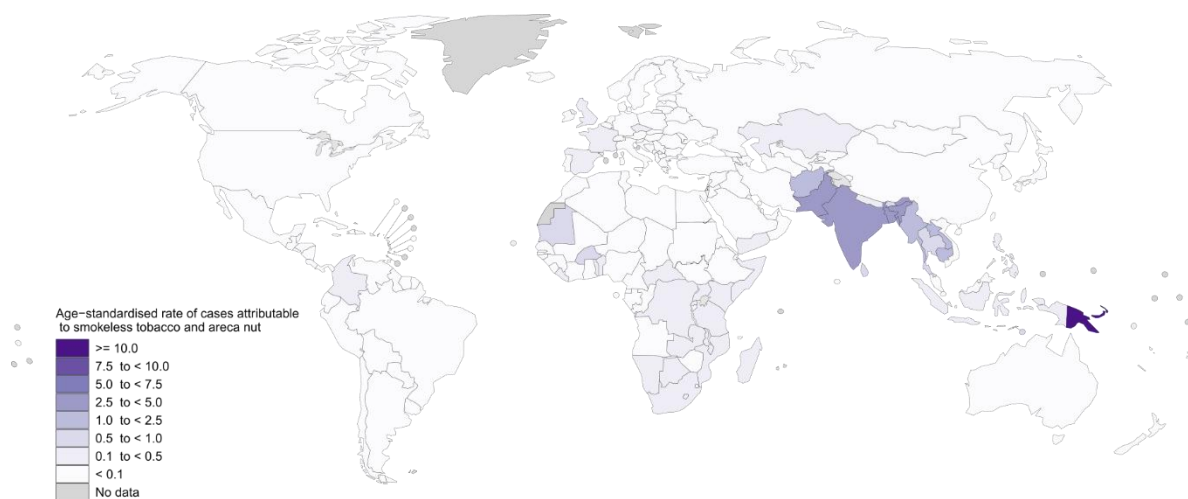 Age−standardised rate of cases attributable
to smokeless tobacco and areca nut
>= 10.0
7.5 to < 10.0
5.0 to < 7.5
2.5 to < 5.0
1.0 to < 2.5
0.5 to < 1.0
0.1 to < 0.5
< 0.1
No data